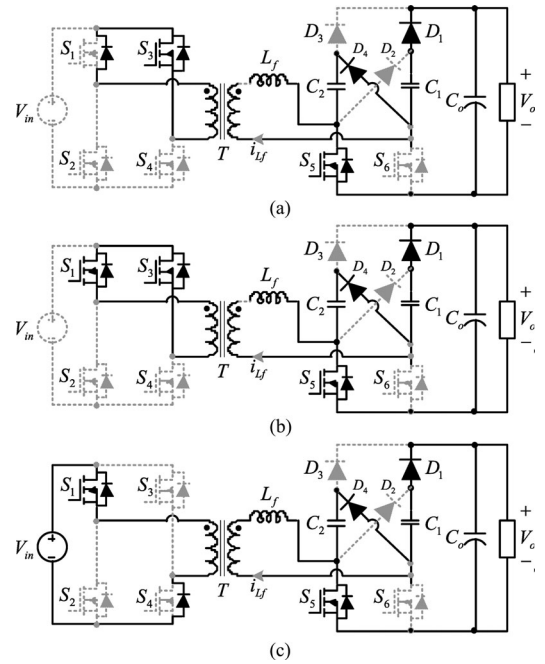 S1 S3 D3 D4 D2 D1
Lf
Vin C2 C1 Co + Vo −
S2 S4 T iLf S5 S6
(a)
S1 S3 D3 D4 D2 D1
Lf
Vin C2 C1 Co + Vo −
S2 S4 T iLf S5 S6
(b)
S1 S3 D3 D4 D2 D1
Lf
Vin C2 C1 Co + Vo −
S2 S4 T iLf S5 S6
(c)